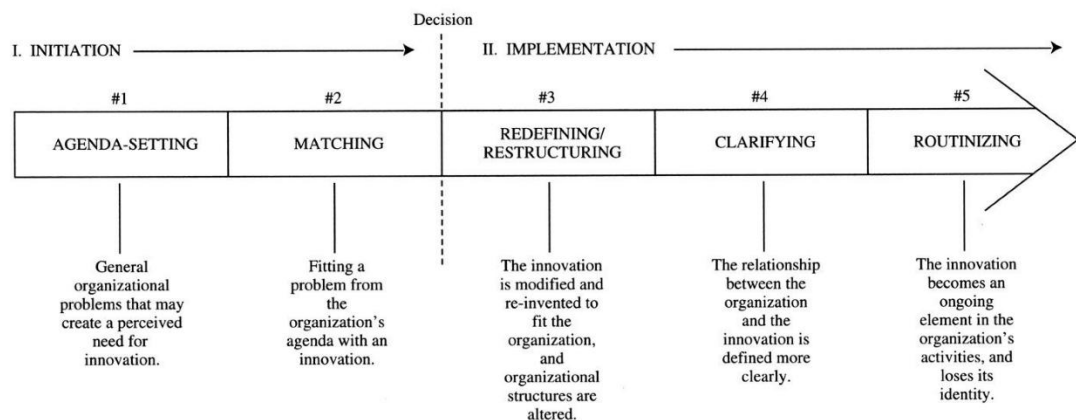 Decision
I. INITIATION
II. IMPLEMENTATION
#1
#2
#3
#4
#5
AGENDA-SETTING
MATCHING
REDEFINING/
RESTRUCTURING
CLARIFYING
ROUTINIZING
General
organizational
problems that may
create a perceived
need for
innovation.
Fitting a
problem from
the
organization's
agenda with an
innovation.
The innovation
is modified and
re-invented to
fit the
organization,
and
organizational
structures are
altered.
The relationship
between the
organization
and the
innovation is
defined more
clearly.
The innovation
becomes an
ongoing
element in the
organization's
activities, and
loses its
identity.